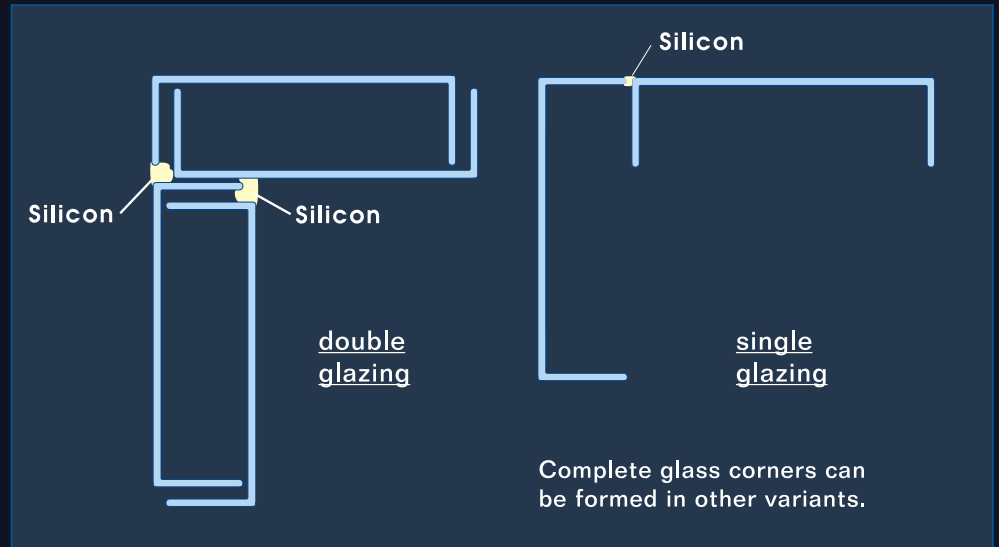 Silicon
Silicon
Silicon
double
glazing
single
glazing
Complete glass corners can
be formed in other variants.